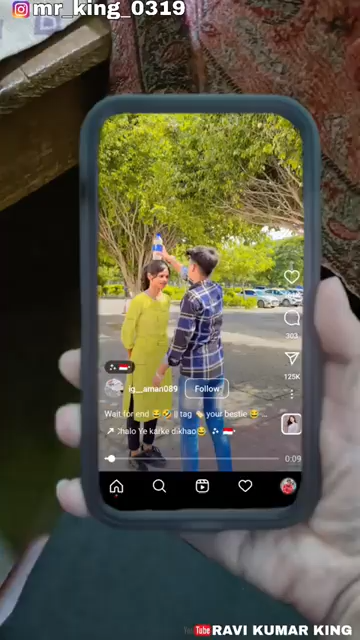 mr_king_0319
303
125K
ig__aman089
Follow
Wait for end 😂🤣 || tag 🏷️ your bestie 😂
↗ Chalo Ye karke dikhao😂 ✨ 🇮🇩•
0:09
YouTube RAVI KUMAR KING